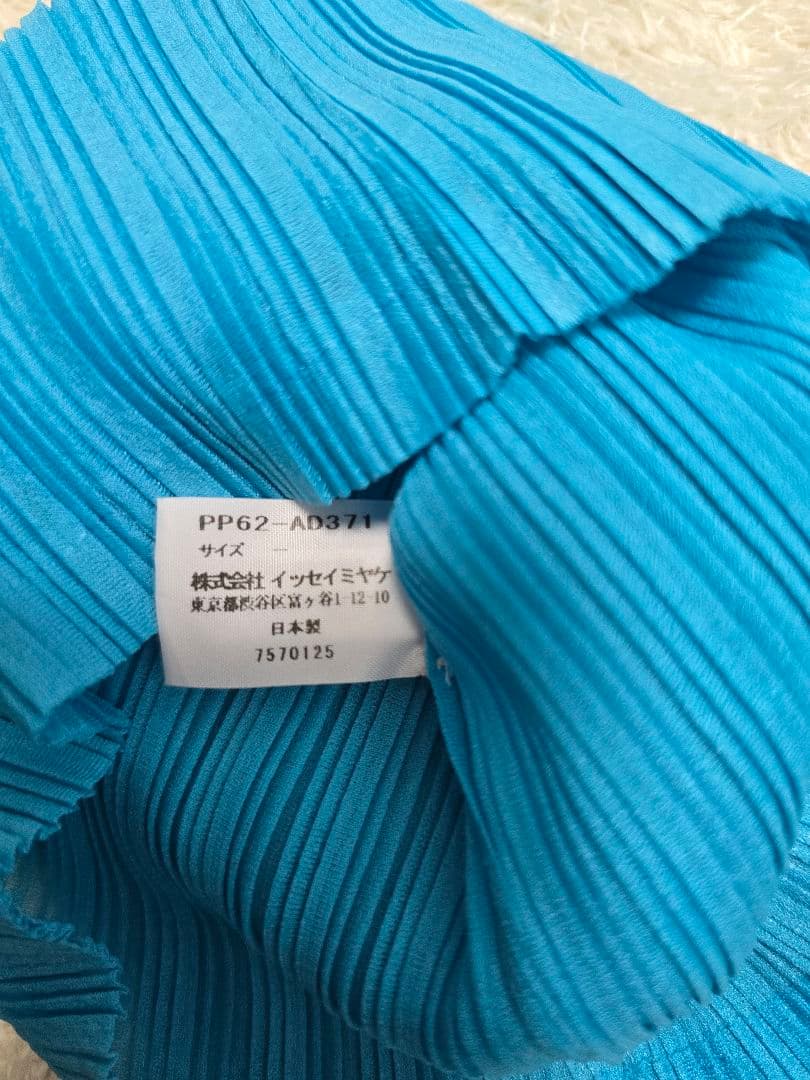 PP62-AD371
サイズ －
株式会社 イッセイミヤケ
東京都渋谷区富ヶ谷1-12-10
日本製
7570125